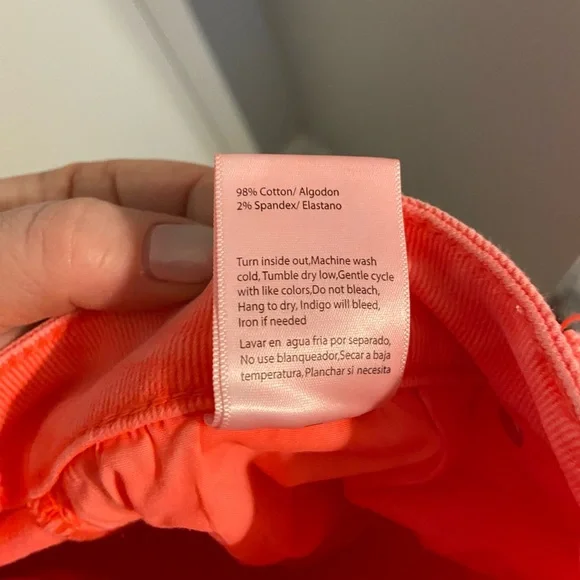 98% Cotton/ Algodon
2% Spandex/ Elastano
Turn inside out,Machine wash
cold, Tumble dry low,Gentle cycle
with like colors,Do not bleach,
Hang to dry, Indigo will bleed,
Iron if needed
Lavar en agua fria por separado,
No use blanqueador,Secar a baja
temperatura, Planchar si necesita